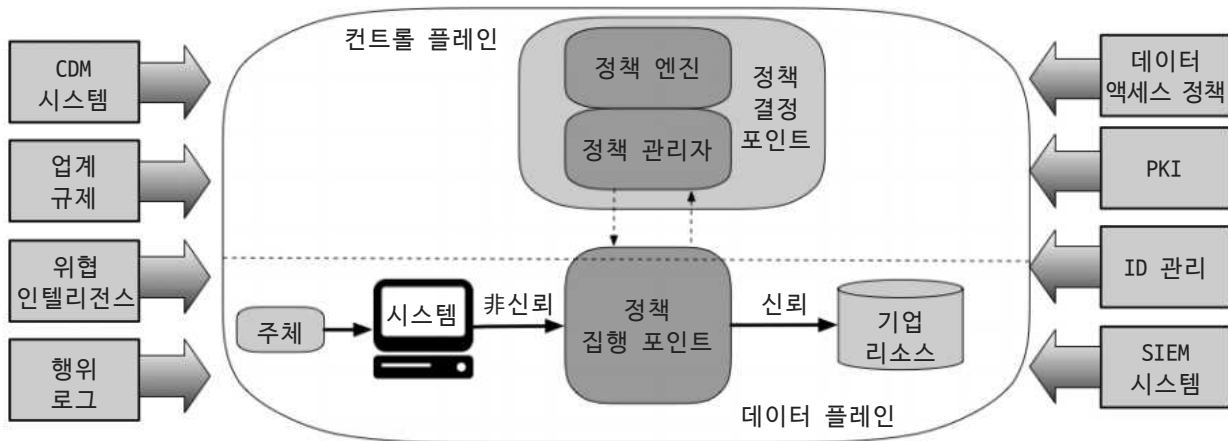 컨트롤 플레인
CDM
시스템
업계
규제
위협
인텔리전스
행위
로그
정책 엔진
정책 관리자
정책
결정
포인트
주체
시스템
非신뢰
정책
집행 포인트
신뢰
기업
리소스
데이터 플레인
데이터
액세스 정책
PKI
ID 관리
SIEM
시스템